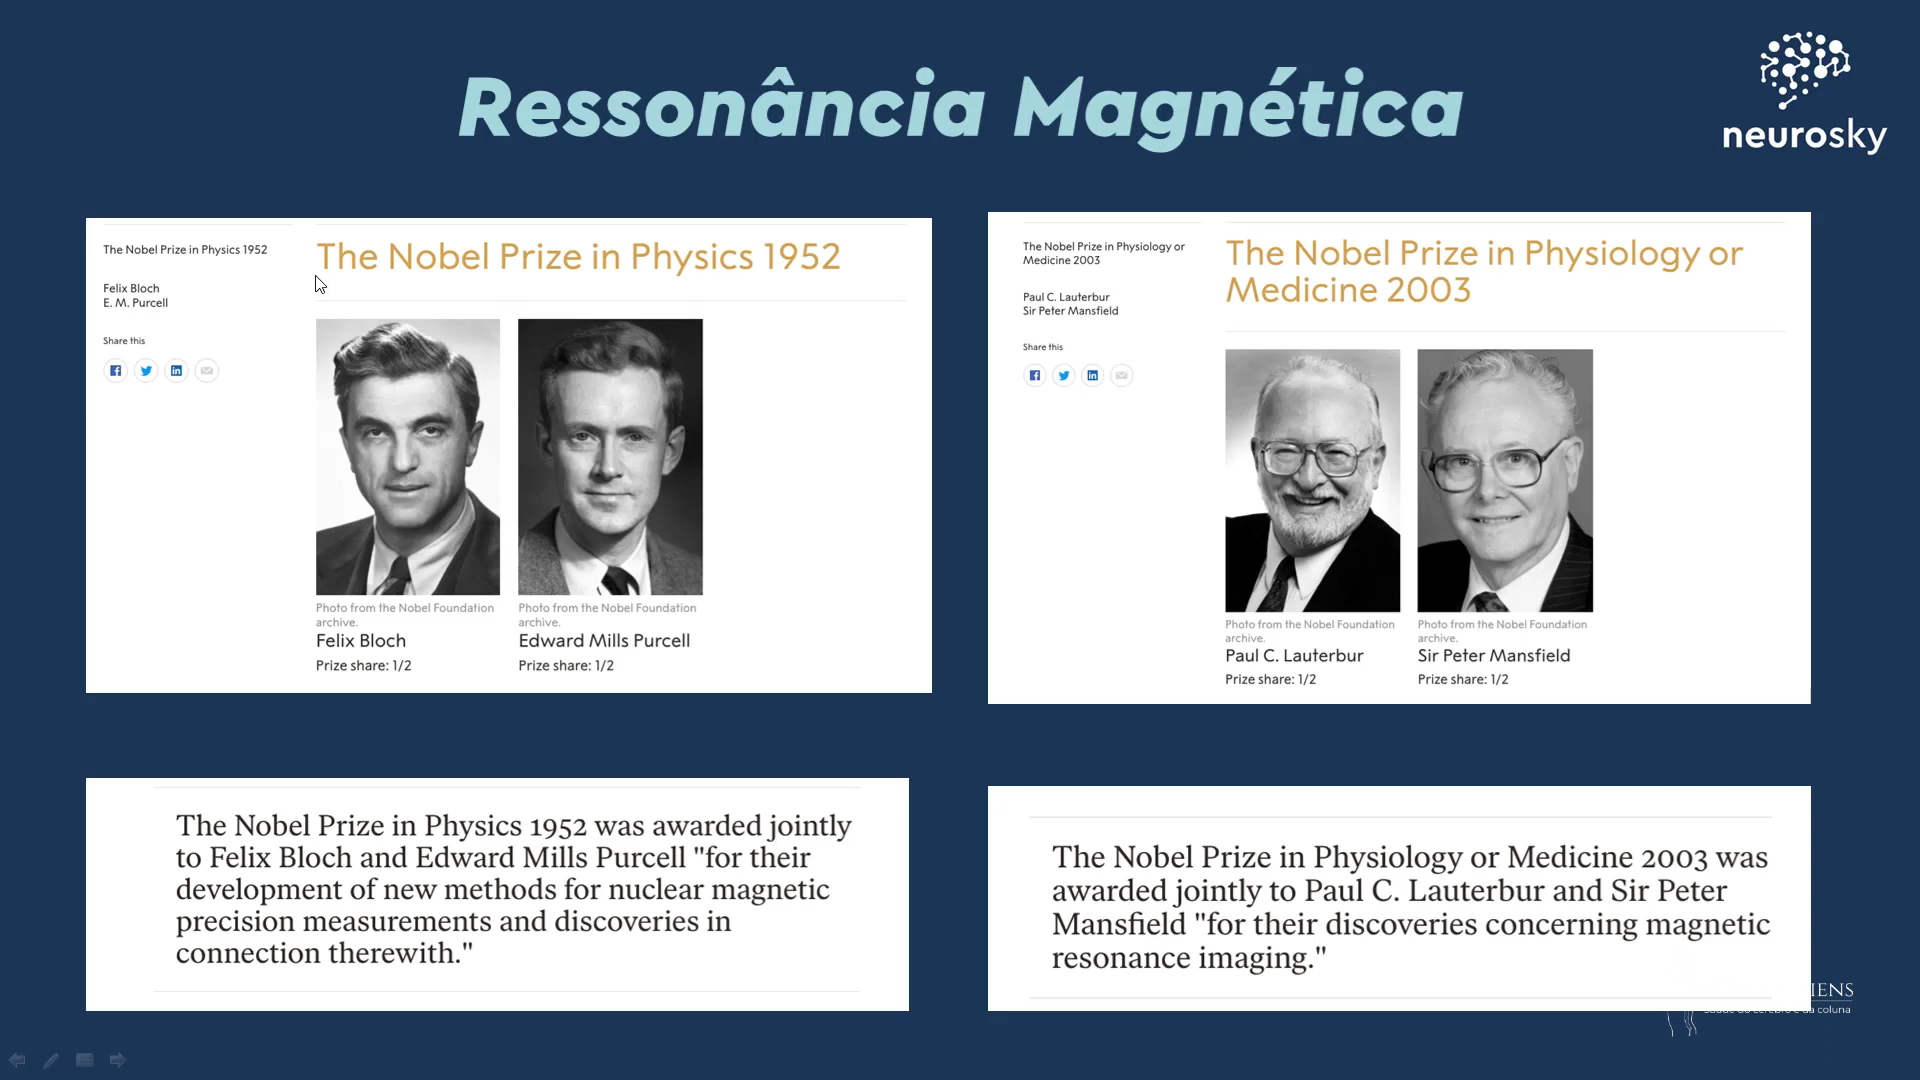 Ressonância Magnética
neurosky
The Nobel Prize in Physics 1952
Felix Bloch
E. M. Purcell
Share this
The Nobel Prize in Physics 1952
Photo from the Nobel Foundation
archive.
Felix Bloch
Prize share: 1/2
Photo from the Nobel Foundation
archive.
Edward Mills Purcell
Prize share: 1/2
The Nobel Prize in Physiology or
Medicine 2003
Paul C. Lauterbur
Sir Peter Mansfield
Share this
The Nobel Prize in Physiology or
Medicine 2003
Photo from the Nobel Foundation
archive.
Paul C. Lauterbur
Prize share: 1/2
Photo from the Nobel Foundation
archive.
Sir Peter Mansfield
Prize share: 1/2
The Nobel Prize in Physics 1952 was awarded jointly
to Felix Bloch and Edward Mills Purcell "for their
development of new methods for nuclear magnetic
precision measurements and discoveries in
connection therewith."
The Nobel Prize in Physiology or Medicine 2003 was
awarded jointly to Paul C. Lauterbur and Sir Peter
Mansfield "for their discoveries concerning magnetic
resonance imaging."
IENS
coluna